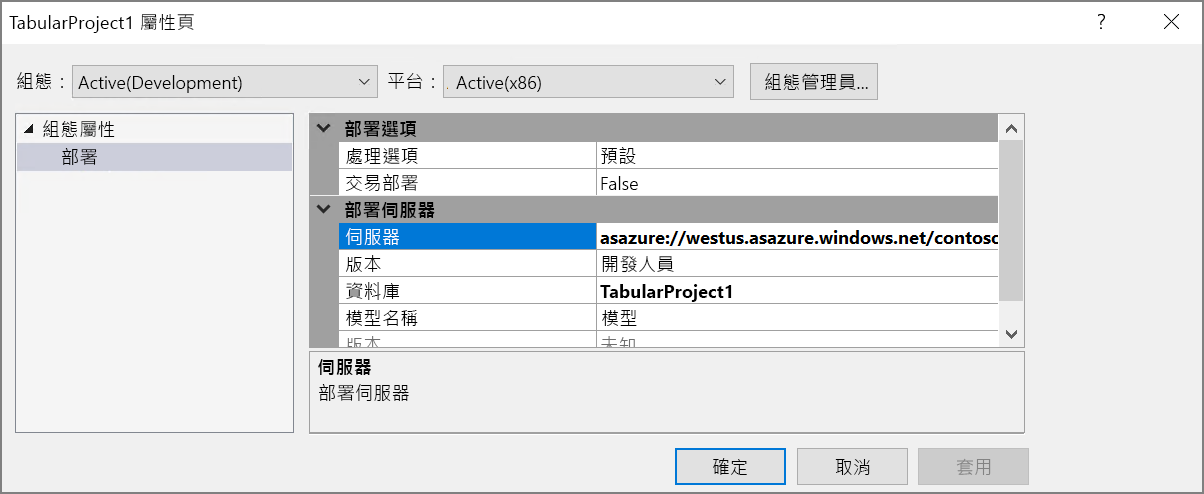 TabularProject1 屬性頁
組態： Active(Development) 平台： Active(x86) 組態管理員...
組態屬性
部署
部署選項
處理選項 預設
交易部署 False
部署伺服器
伺服器 asazure://westus.asazure.windows.net/contoso
版本 開發人員
資料庫 TabularProject1
模型名稱 模型
版本 未知
伺服器
部署伺服器
確定 取消 套用